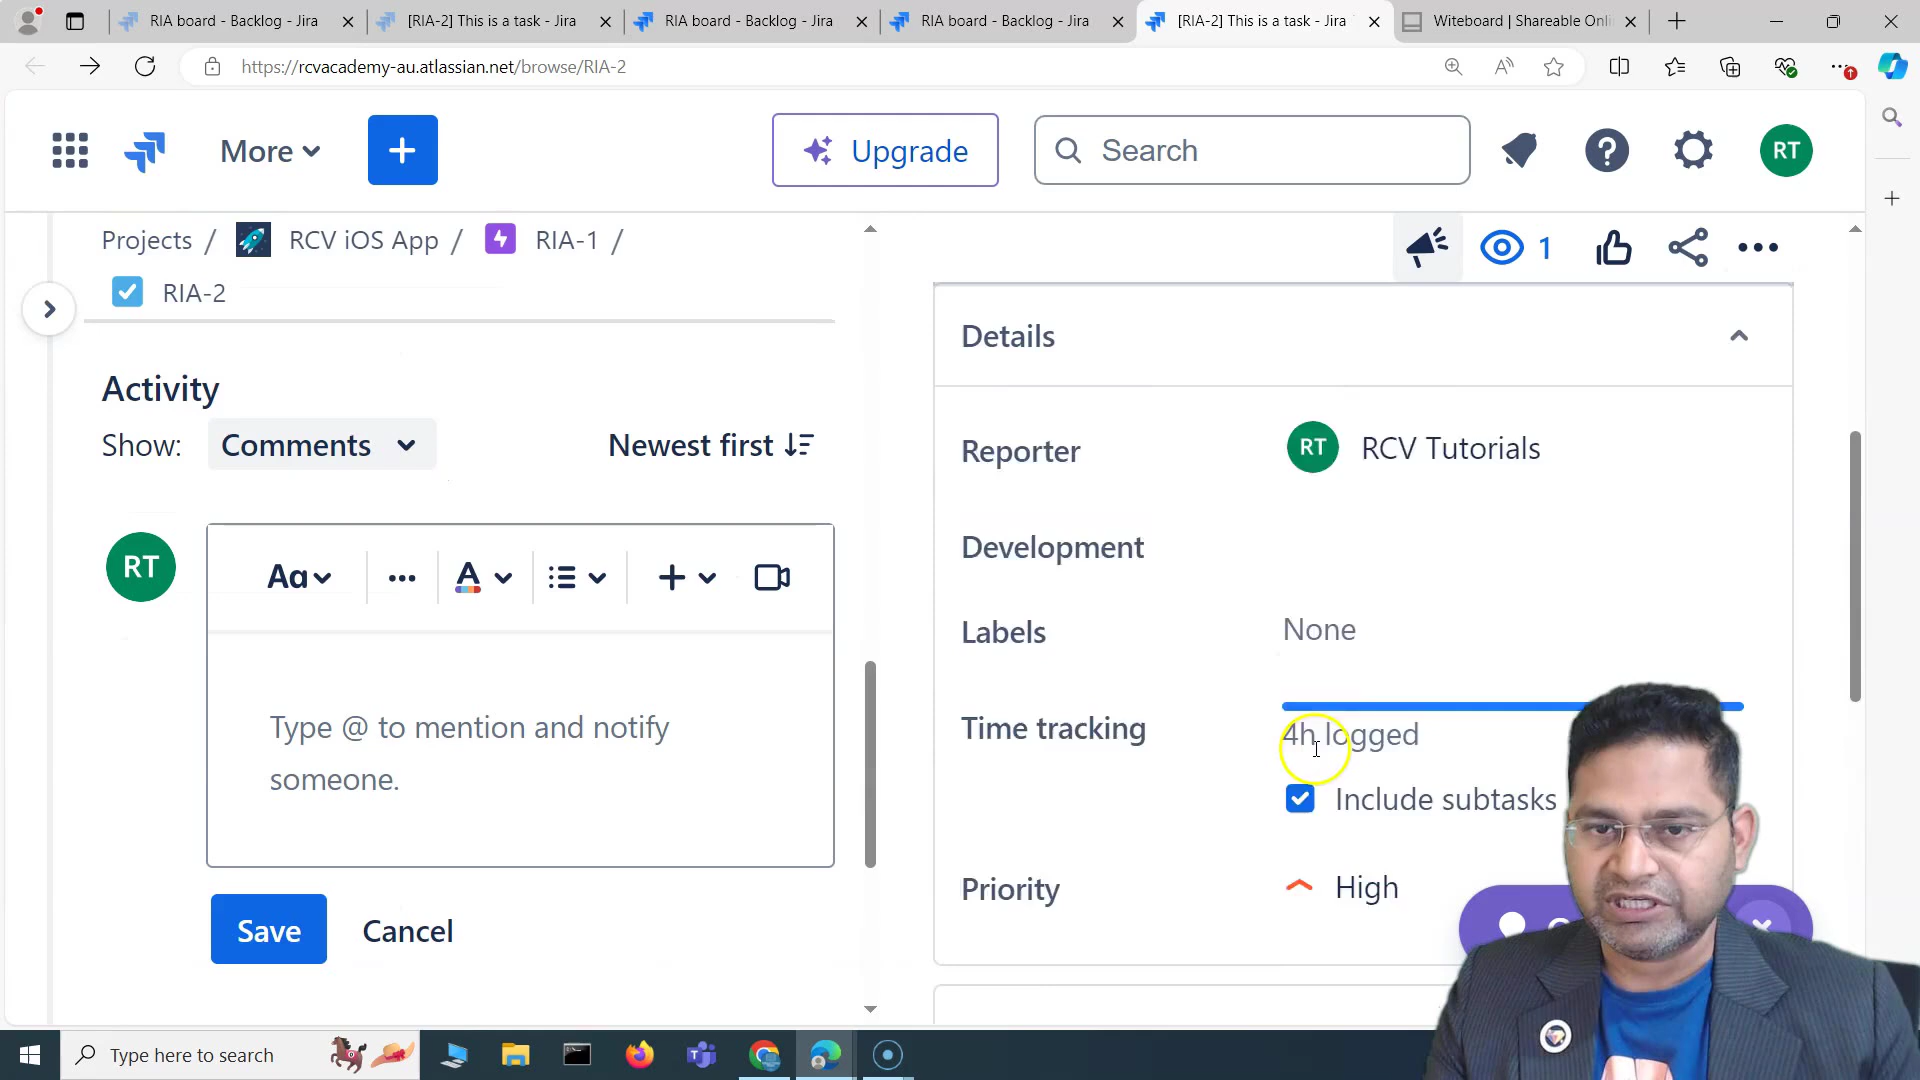 RIA board - Backlog - Jira
[RIA-2] This is a task - Jira
RIA board - Backlog - Jira
RIA board - Backlog - Jira
[RIA-2] This is a task - Jira
Witeboard | Shareable Onli
https://rcvacademy-au.atlassian.net/browse/RIA-2
More
Upgrade
Search
RT
Projects / RCV iOS App / RIA-1 /
RIA-2
1
Activity
Show: Comments
Newest first
RT
Aa
A
Type @ to mention and notify
someone.
Save
Cancel
Details
Reporter
RT
RCV Tutorials
Development
Labels
None
Time tracking
4h logged
Include subtasks
Priority
High
Type here to search